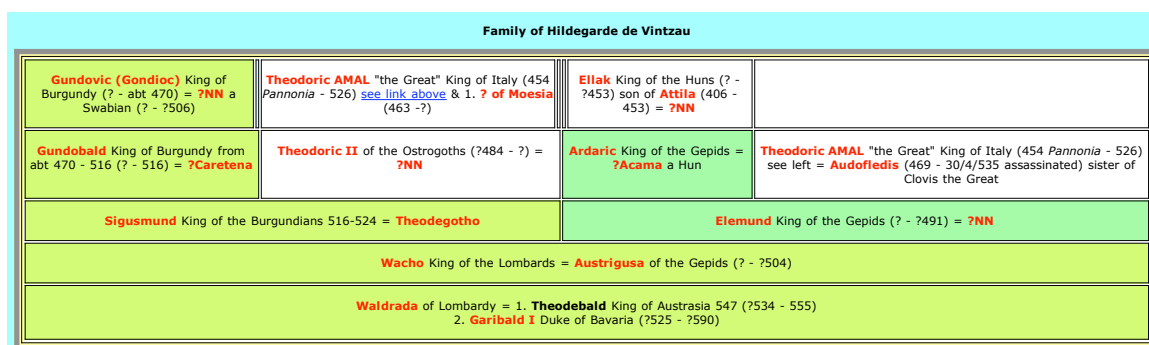 Family of Hildegarde de Vintzau
Gundovic (Gondioc) King of
Burgundy (? - abt 470) = ?NN a
Swabian (? - ?506)
Theodoric AMAL "the Great" King of Italy (454
Pannonia - 526) see link above & 1. ? of Moesia
(463 -?)
Ellak King of the Huns (? -
?453) son of Attila (406 -
453) = ?NN
Gundobald King of Burgundy from
abt 470 - 516 (? - 516) = ?Caretena
Theodoric II of the Ostrogoths (?484 - ?) =
?NN
Ardaric King of the Gepids =
?Acama a Hun
Theodoric AMAL "the Great" King of Italy (454 Pannonia - 526)
see left = Audofledis (469 - 30/4/535 assassinated) sister of
Clovis the Great
Sigusmund King of the Burgundians 516-524 = Theodegotho
Elemund King of the Gepids (? - ?491) = ?NN
Wacho King of the Lombards = Austrigusa of the Gepids (? - ?504)
Waldrada of Lombardy = 1. Theodebald King of Austrasia 547 (?534 - 555)
2. Garibald I Duke of Bavaria (?525 - ?590)